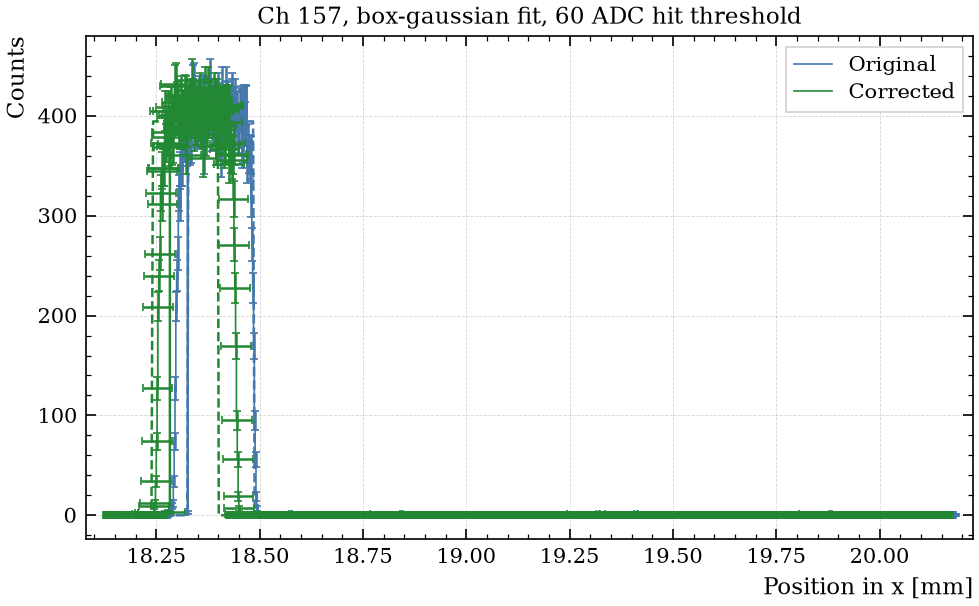 Ch 157, box-gaussian fit, 60 ADC hit threshold
Counts
Original
Corrected
400
300
200
100
0
18.25 18.50 18.75 19.00 19.25 19.50 19.75 20.00
Position in x [mm]